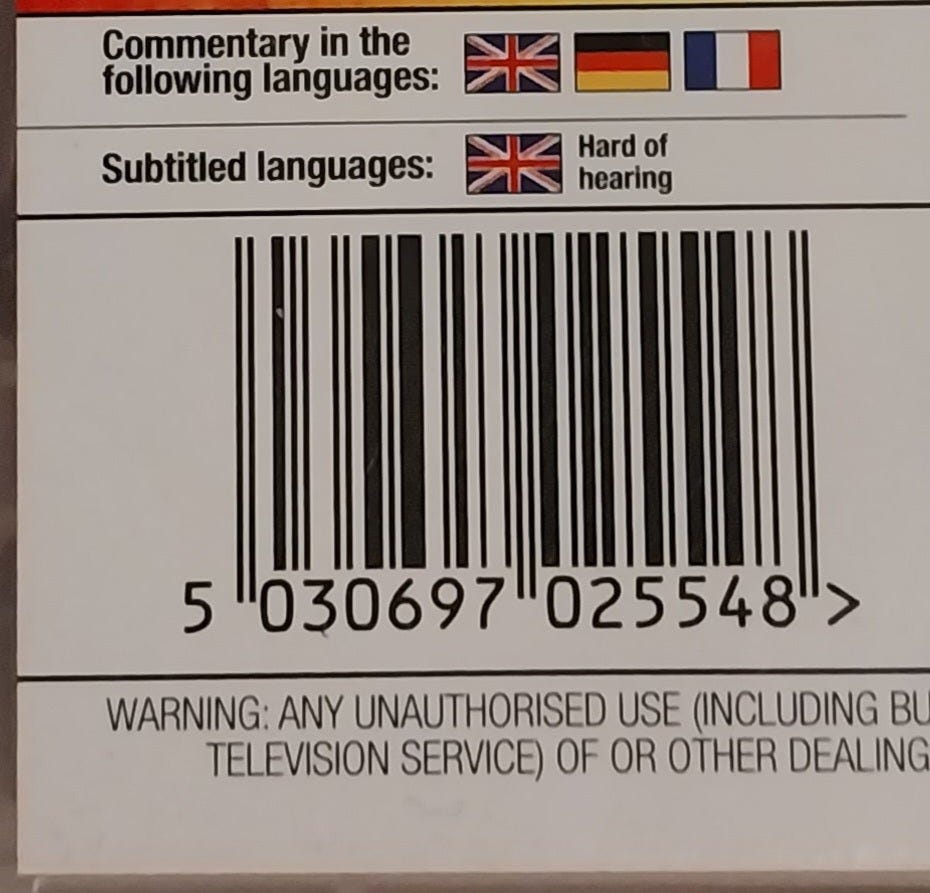 Commentary in the
following languages:
Subtitled languages:
Hard of
hearing
5 030697 025548 >
WARNING: ANY UNAUTHORISED USE (INCLUDING BU
TELEVISION SERVICE) OF OR OTHER DEALING